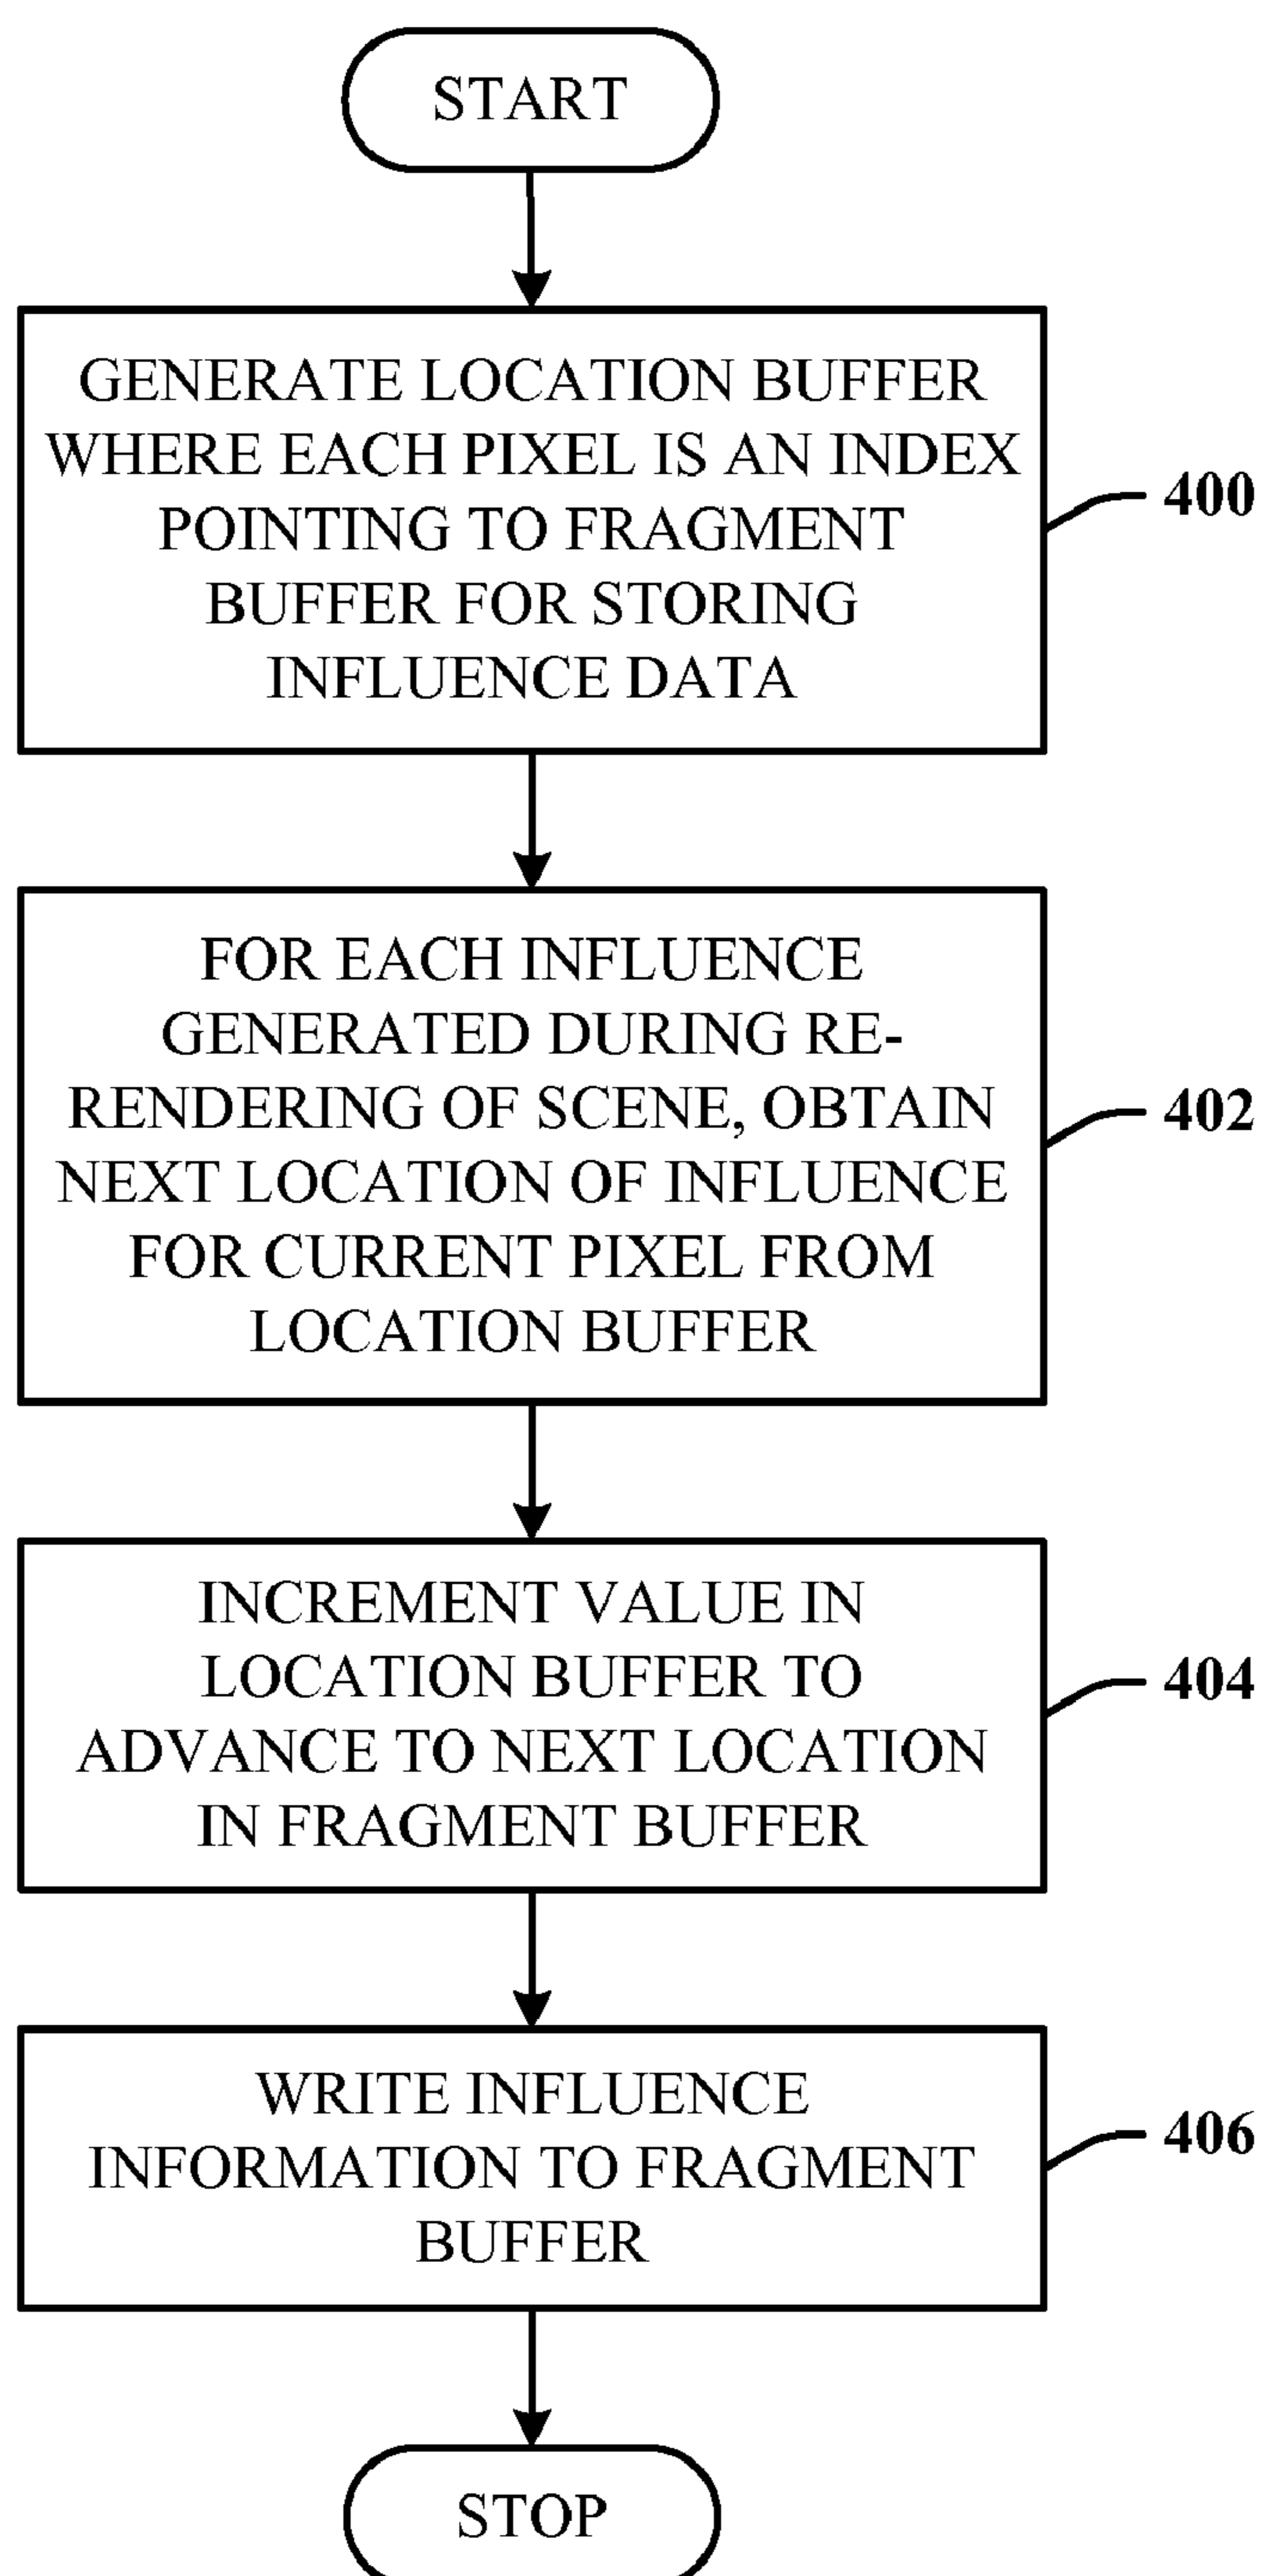 START
GENERATE LOCATION BUFFER
WHERE EACH PIXEL IS AN INDEX
POINTING TO FRAGMENT
BUFFER FOR STORING
INFLUENCE DATA
400
FOR EACH INFLUENCE
GENERATED DURING RE-
RENDERING OF SCENE, OBTAIN
NEXT LOCATION OF INFLUENCE
FOR CURRENT PIXEL FROM
LOCATION BUFFER
402
INCREMENT VALUE IN
LOCATION BUFFER TO
ADVANCE TO NEXT LOCATION
IN FRAGMENT BUFFER
404
WRITE INFLUENCE
INFORMATION TO FRAGMENT
BUFFER
406
STOP